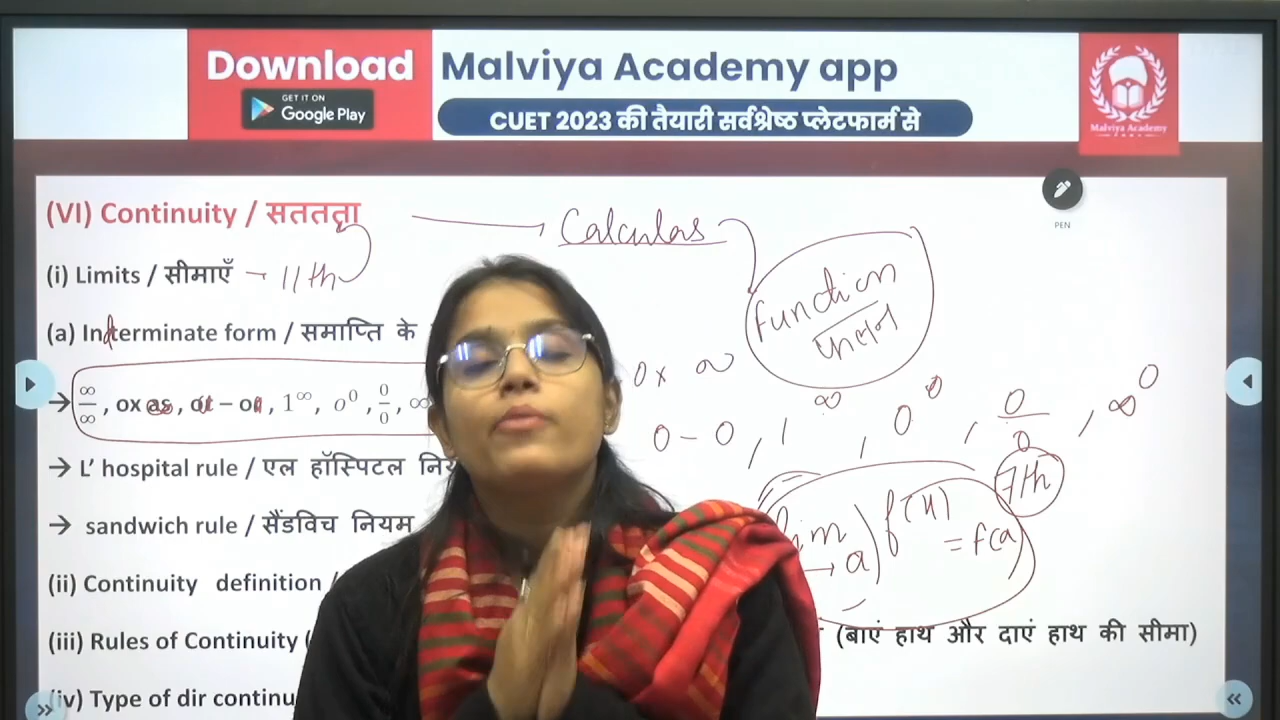 Download Malviya Academy app
GET IT ON
Google Play
CUET 2023 की तैयारी सर्वश्रेष्ठ प्लेटफार्म से
Malviya Academy
PEN
(VI) Continuity / सततता → Calculas
(i) Limits / सीमाएँ → 11th
function
फलन
(a) Indterminate form / समाप्ति के
0 x ∞
→ ∞/∞ , ox as , ∞ , 1^∞ , o^0 , 0/0 , ∞
0 - 0 , 1^∞ , 0^0 , 0/0 , ∞^0
7th
→ L' hospital rule / एल हॉस्पिटल
lim → a f(x) = f(a)
→ sandwich rule / सैंडविच नियम
(ii) Continuity definition /
(iii) Rules of Continuity ( (बाएं हाथ और दाएं हाथ की सीमा)
(iv) Type of dir continu